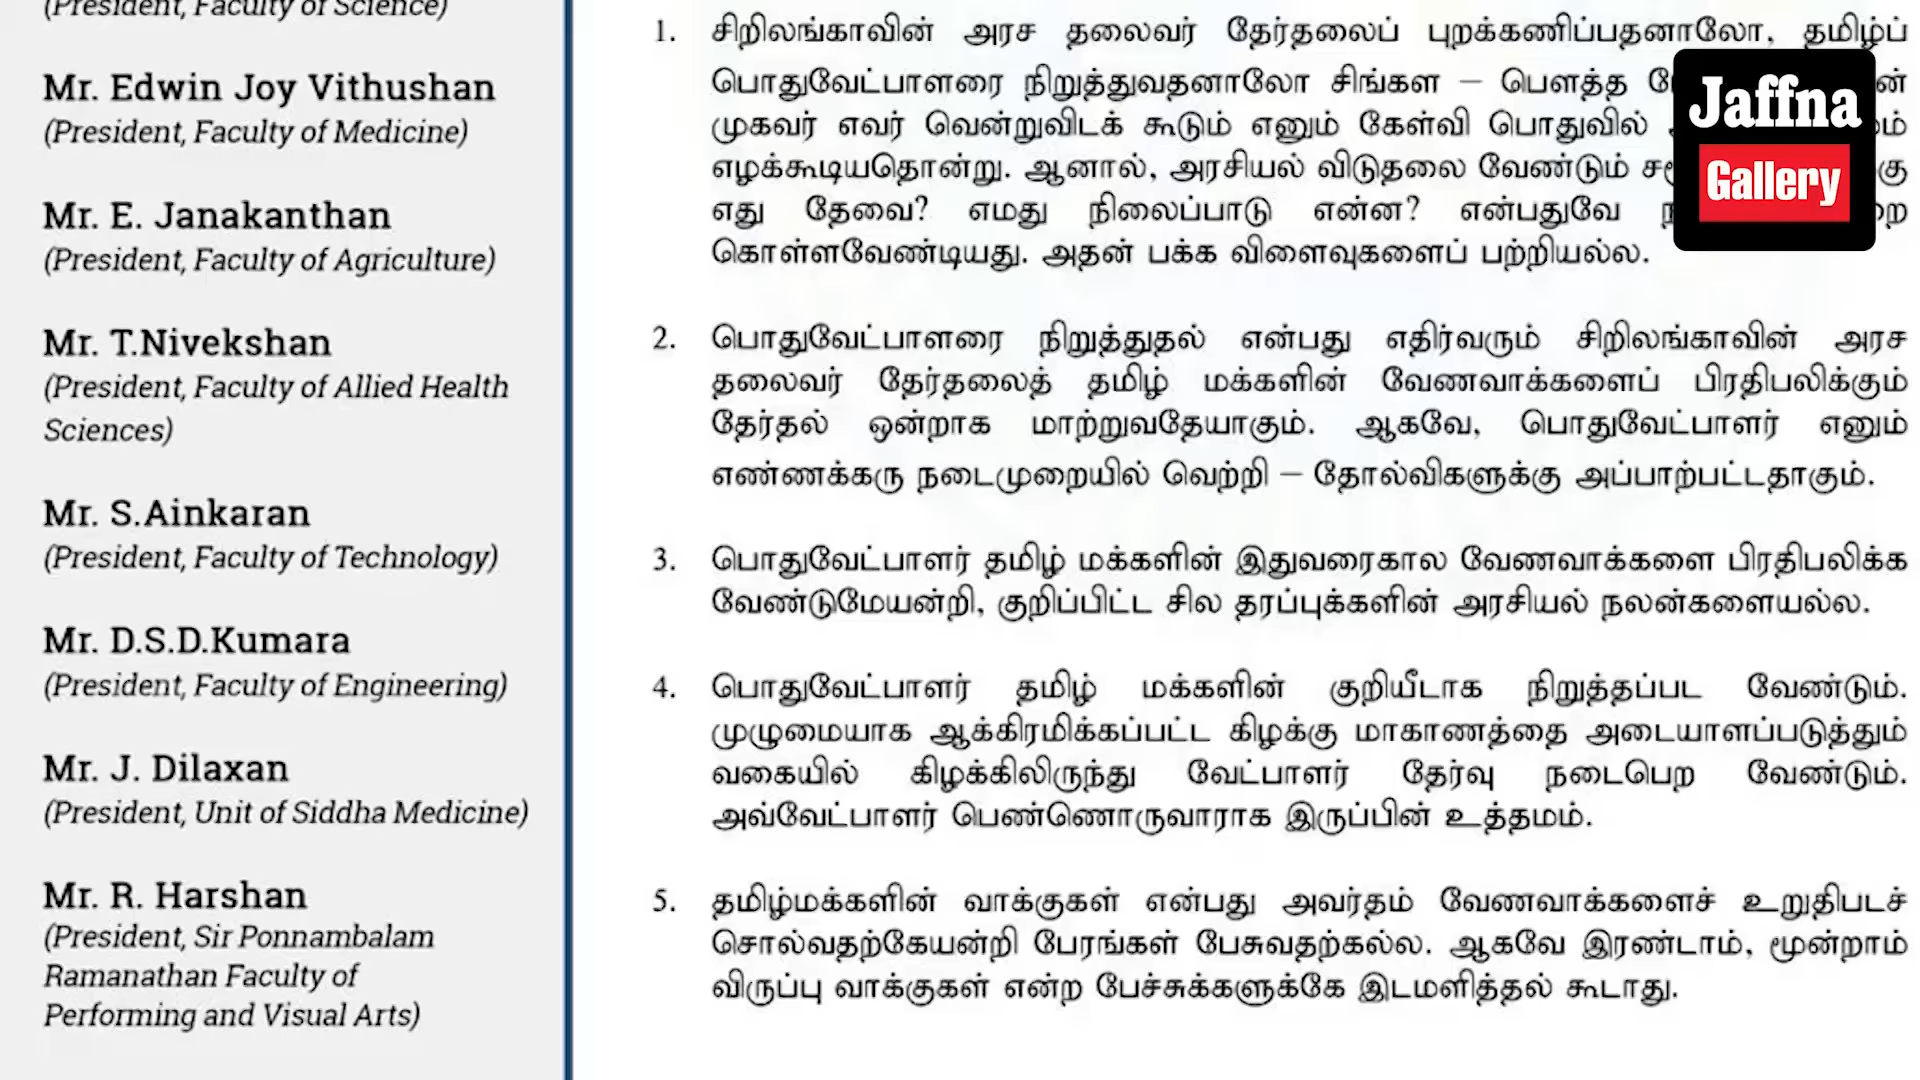 (President, Faculty of Science)
Mr. Edwin Joy Vithushan
(President, Faculty of Medicine)
Mr. E. Janakanthan
(President, Faculty of Agriculture)
Mr. T.Nivekshan
(President, Faculty of Allied Health
Sciences)
Mr. S.Ainkaran
(President, Faculty of Technology)
Mr. D.S.D.Kumara
(President, Faculty of Engineering)
Mr. J. Dilaxan
(President, Unit of Siddha Medicine)
Mr. R. Harshan
(President, Sir Ponnambalam
Ramanathan Faculty of
Performing and Visual Arts)
1. சிறிலங்காவின் அரச தலைவர் தேர்தலைப் புறக்கணிப்பதனாலோ, தமிழ்ப்
பொதுவேட்பாளரை நிறுத்துவதனாலோ சிங்கள – பௌத்த
முகவர் எவர் வென்றுவிடக் கூடும் எனும் கேள்வி பொதுவில்
எழக்கூடியதொன்று. ஆனால், அரசியல் விடுதலை வேண்டும்
எது தேவை? எமது நிலைப்பாடு என்ன? என்பதுவே
கொள்ளவேண்டியது. அதன் பக்க விளைவுகளைப் பற்றியல்ல.
2. பொதுவேட்பாளரை நிறுத்துதல் என்பது எதிர்வரும் சிறிலங்காவின் அரச
தலைவர் தேர்தலைத் தமிழ் மக்களின் வேணவாக்களைப் பிரதிபலிக்கும்
தேர்தல் ஒன்றாக மாற்றுவதேயாகும். ஆகவே, பொதுவேட்பாளர் எனும்
எண்ணக்கரு நடைமுறையில் வெற்றி – தோல்விகளுக்கு அப்பாற்பட்டதாகும்.
3. பொதுவேட்பாளர் தமிழ் மக்களின் இதுவரைகால வேணவாக்களை பிரதிபலிக்க
வேண்டுமேயன்றி, குறிப்பிட்ட சில தரப்புக்களின் அரசியல் நலன்களையல்ல.
4. பொதுவேட்பாளர் தமிழ் மக்களின் குறியீடாக நிறுத்தப்பட வேண்டும்.
முழுமையாக ஆக்கிரமிக்கப்பட்ட கிழக்கு மாகாணத்தை அடையாளப்படுத்தும்
வகையில் கிழக்கிலிருந்து வேட்பாளர் தேர்வு நடைபெற வேண்டும்.
அவ்வேட்பாளர் பெண்ணொருவாராக இருப்பின் உத்தமம்.
5. தமிழ்மக்களின் வாக்குகள் என்பது அவர்தம் வேணவாக்களைச் உறுதிபடச்
சொல்வதற்கேயன்றி பேரங்கள் பேசுவதற்கல்ல. ஆகவே இரண்டாம், மூன்றாம்
விருப்பு வாக்குகள் என்ற பேச்சுக்களுக்கே இடமளித்தல் கூடாது.
Jaffna
Gallery